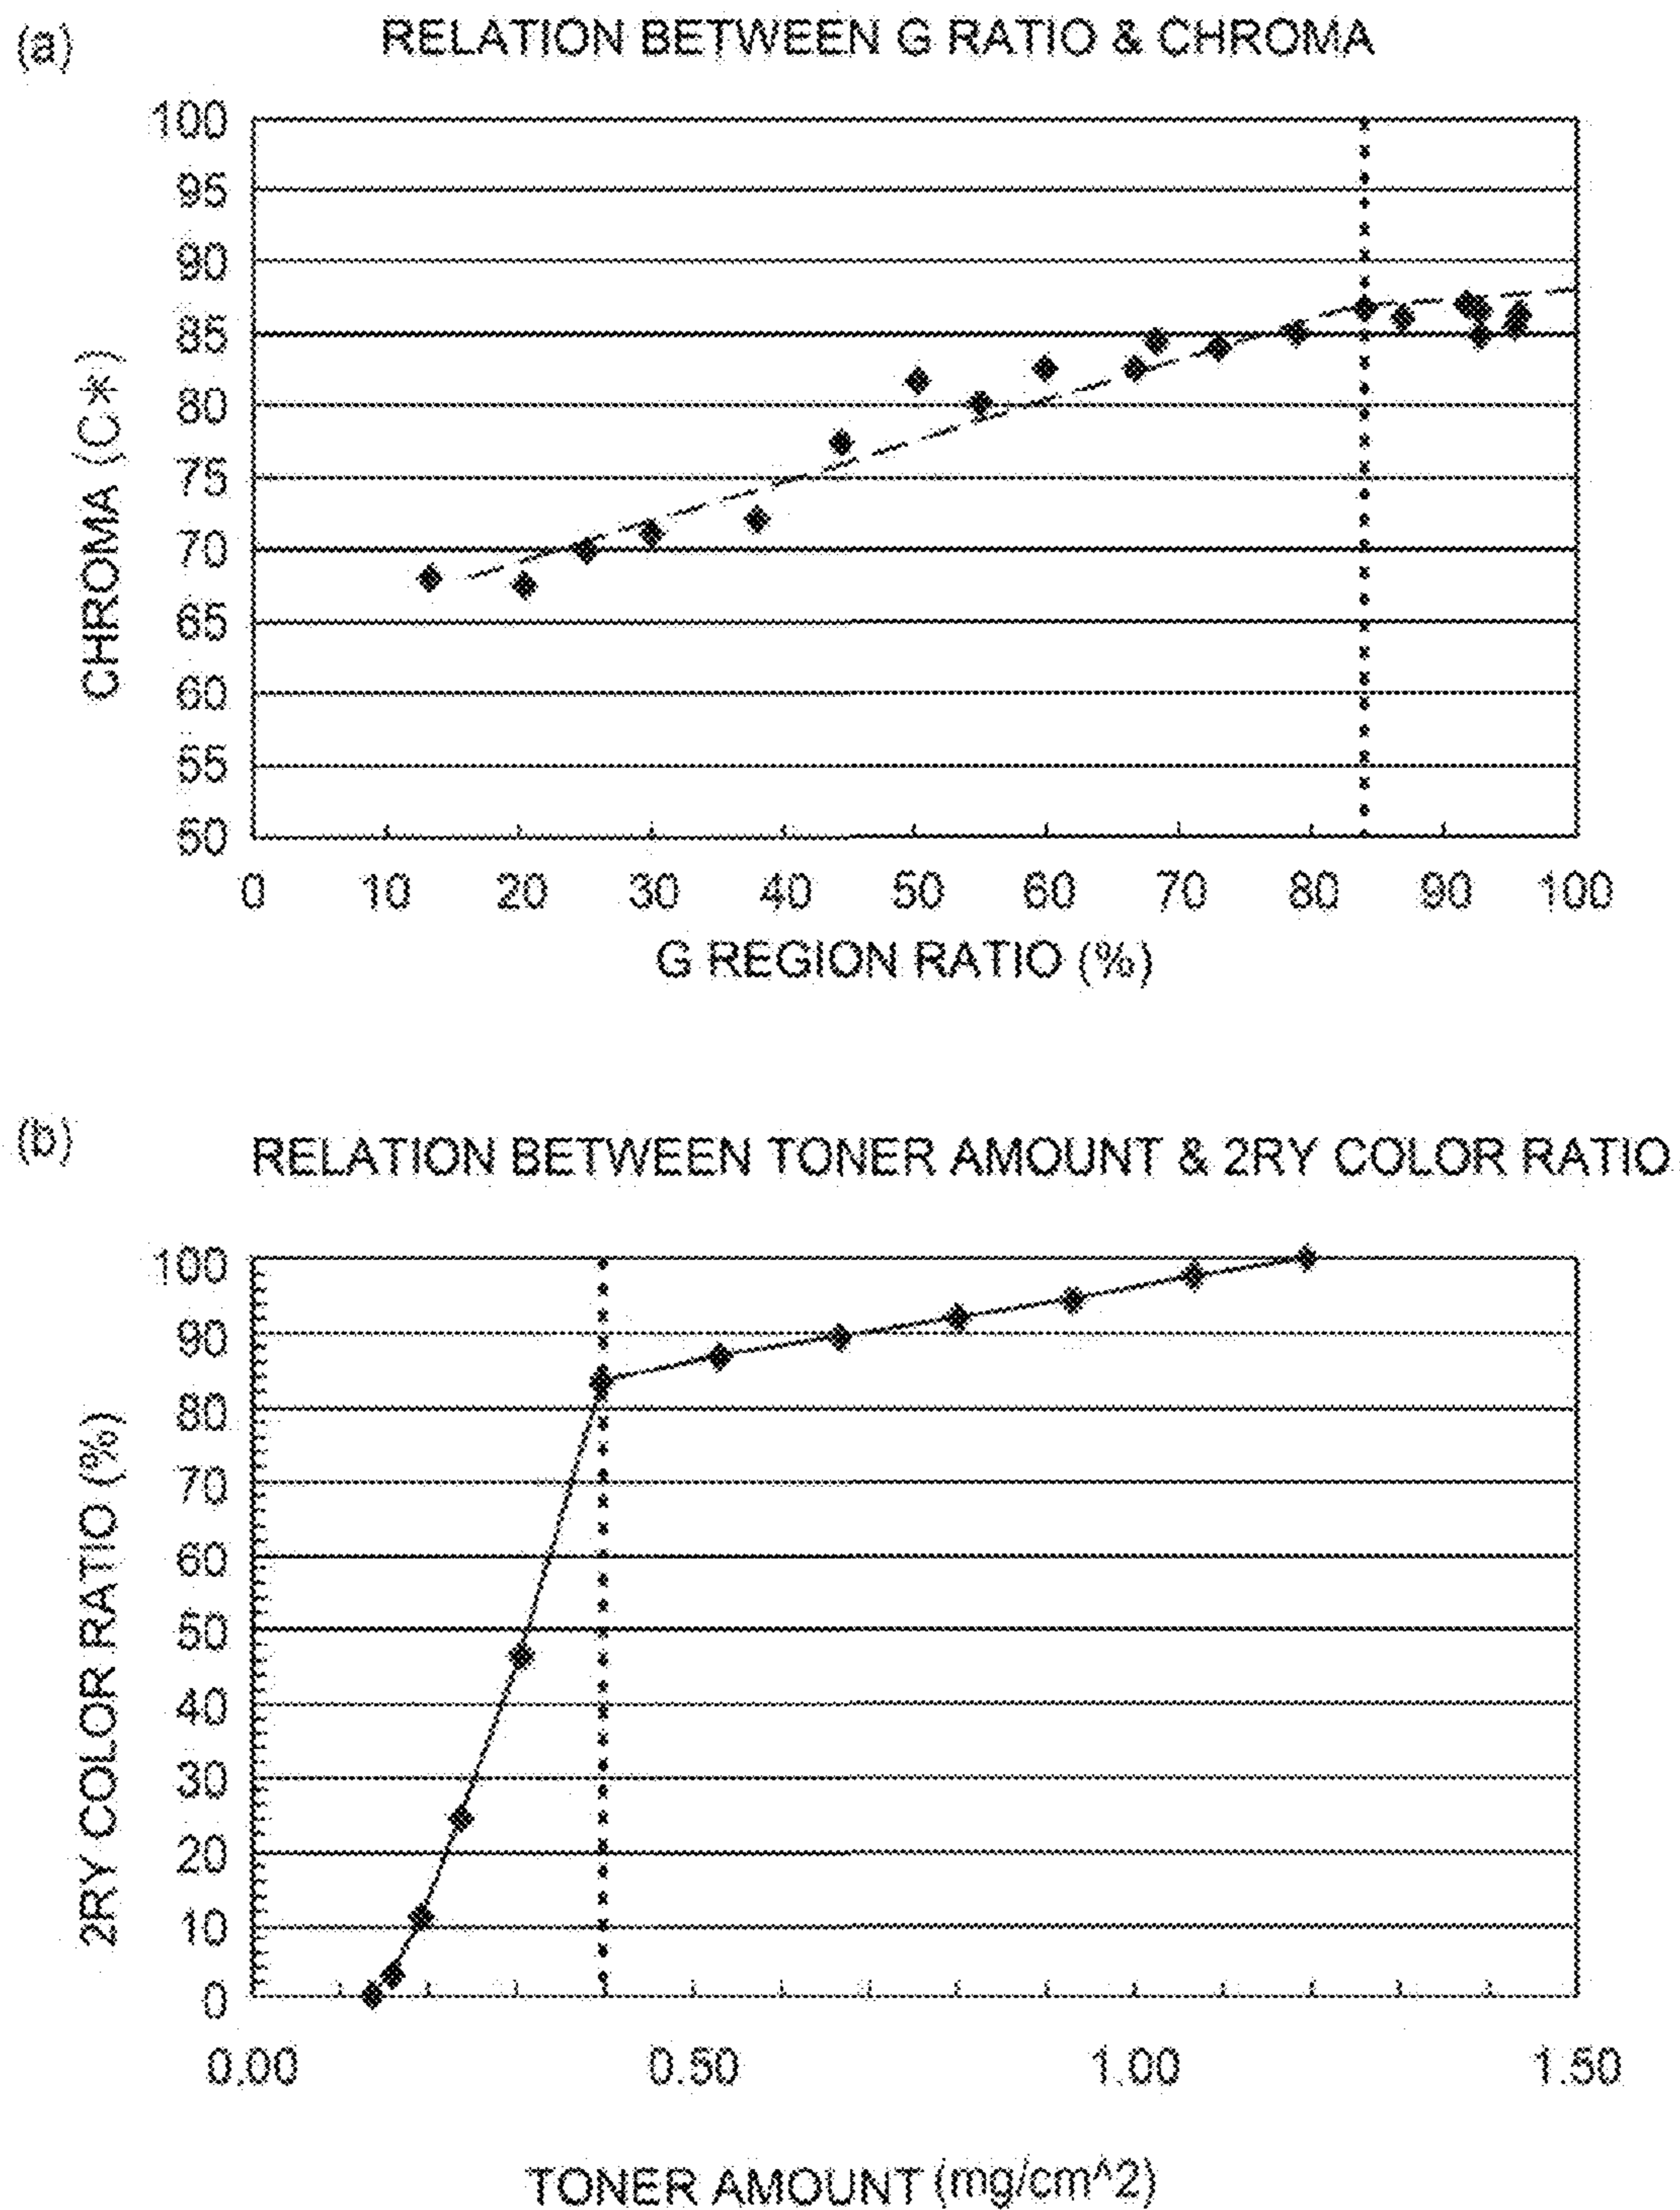 (a)
RELATION BETWEEN G RATIO & CHROMA
100
95
90
85
80
75
70
65
60
55
50
CHROMA (C*)
0 10 20 30 40 50 60 70 80 90 100
G REGION RATIO (%)
(b)
RELATION BETWEEN TONER AMOUNT & 2RY COLOR RATIO
100
90
80
70
60
50
40
30
20
10
0
2RY COLOR RATIO (%)
0.00 0.50 1.00 1.50
TONER AMOUNT (mg/cm^2)